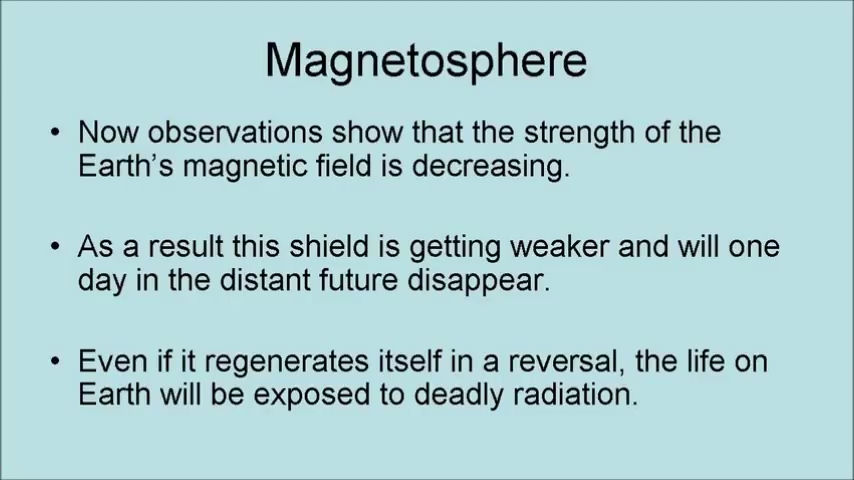 Magnetosphere
• Now observations show that the strength of the
Earth's magnetic field is decreasing.
• As a result this shield is getting weaker and will one
day in the distant future disappear.
• Even if it regenerates itself in a reversal, the life on
Earth will be exposed to deadly radiation.